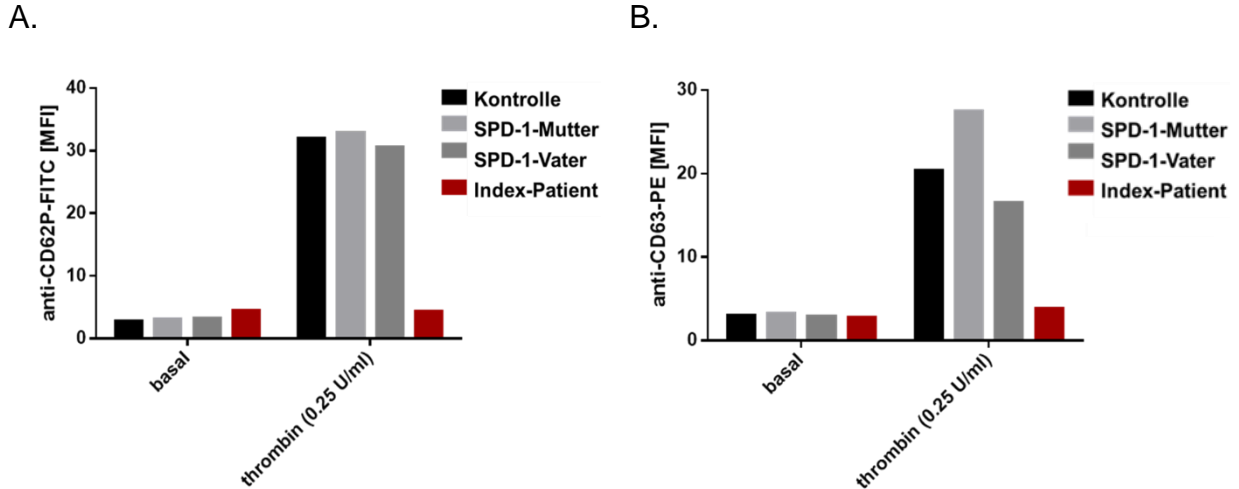 A.
B.
anti-CD62P-FITC [MFI]
40
30
20
10
0
basal
thrombin (0.25 U/ml)
Kontrolle
SPD-1-Mutter
SPD-1-Vater
Index-Patient
anti-CD63-PE [MFI]
30
20
10
0
basal
thrombin (0.25 U/ml)
Kontrolle
SPD-1-Mutter
SPD-1-Vater
Index-Patient